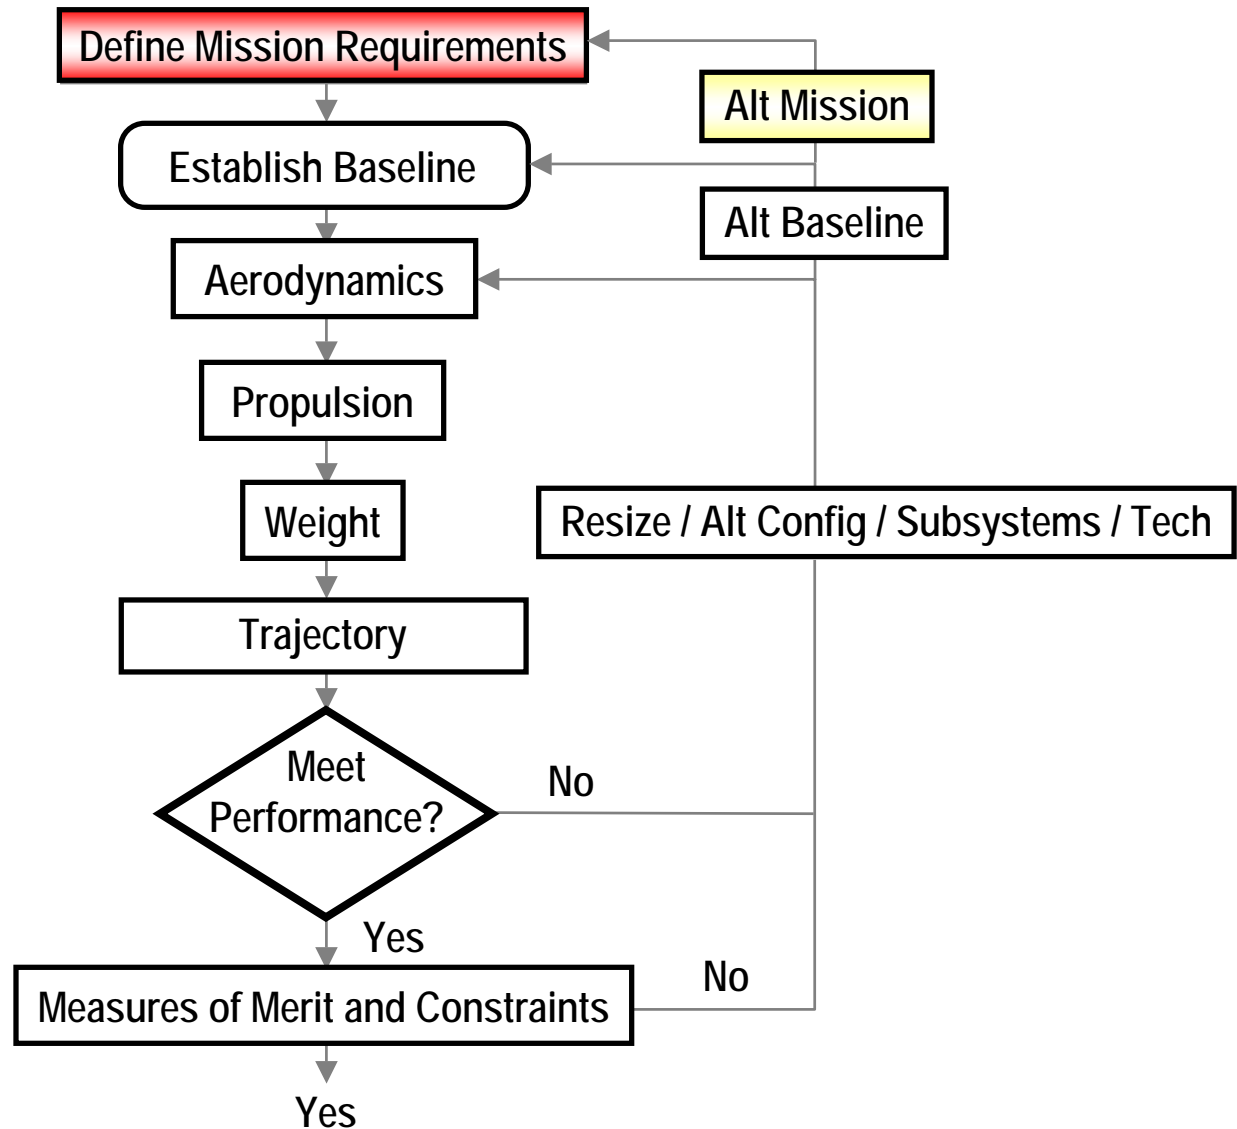 Define Mission Requirements
Alt Mission
Establish Baseline
Alt Baseline
Aerodynamics
Propulsion
Weight
Resize / Alt Config / Subsystems / Tech
Trajectory
Meet
Performance?
No
Yes
Measures of Merit and Constraints
No
Yes